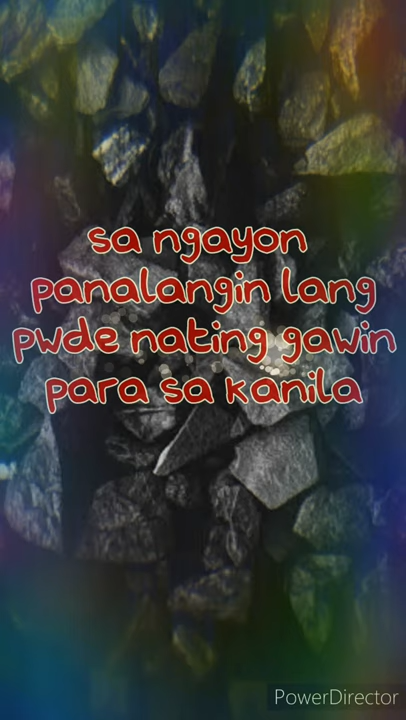 sa ngayon
panalangin lang
pwde nating gawin
para sa kanila
PowerDirector